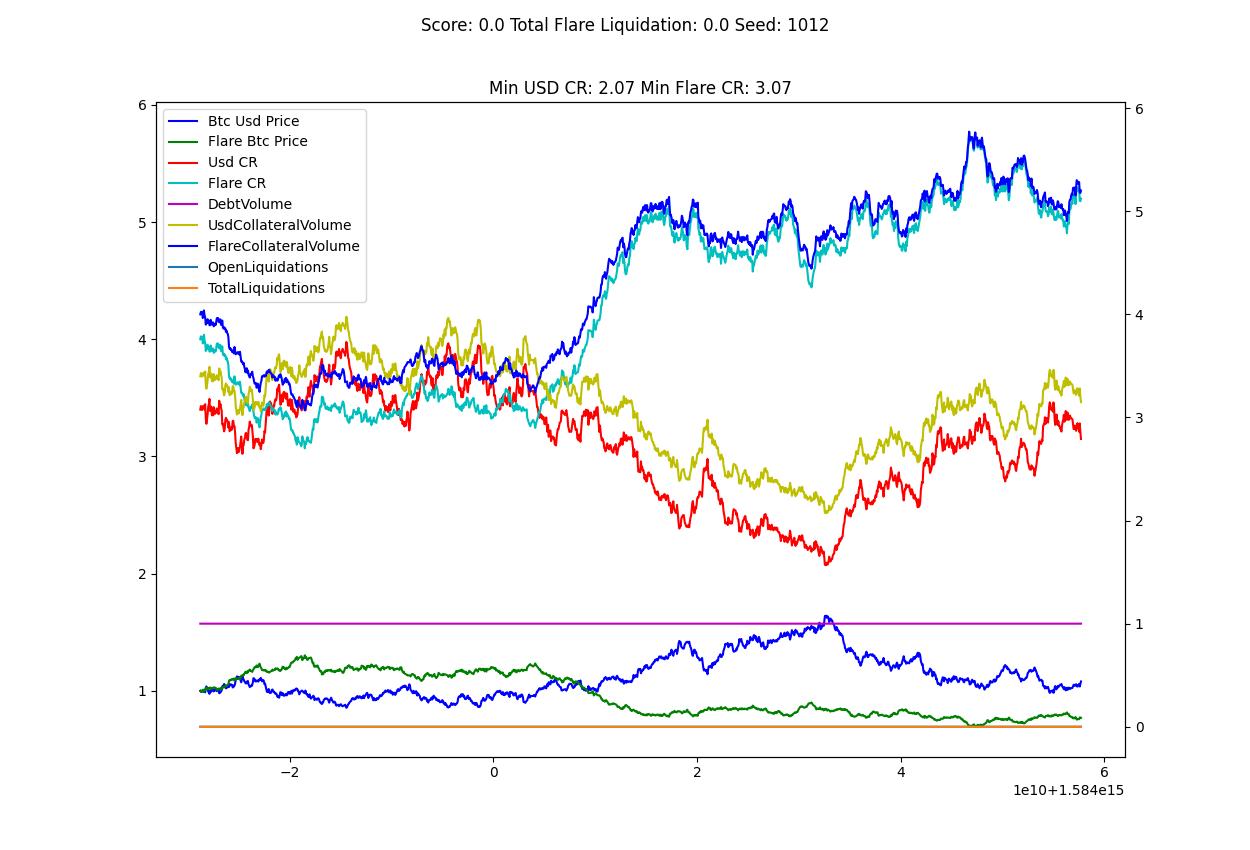 Score: 0.0 Total Flare Liquidation: 0.0 Seed: 1012
Min USD CR: 2.07 Min Flare CR: 3.07
Btc Usd Price
Flare Btc Price
Usd CR
Flare CR
DebtVolume
UsdCollateralVolume
FlareCollateralVolume
OpenLiquidations
TotalLiquidations
6
5
4
3
2
1
6
5
4
3
2
1
0
−2
0
2
4
6
1e10+1.584e15